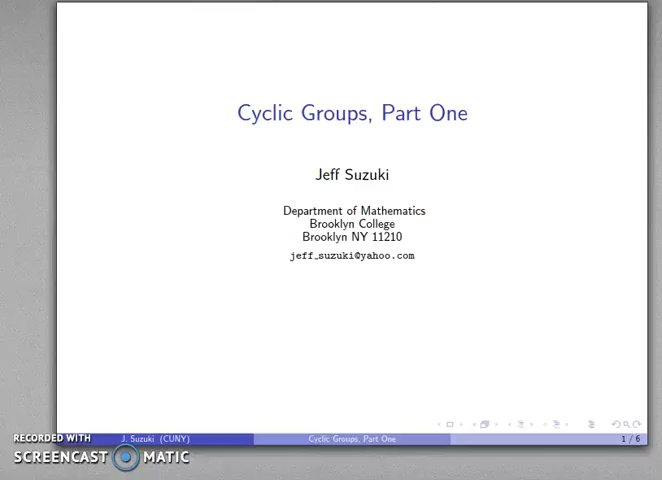 Cyclic Groups, Part One
Jeff Suzuki
Department of Mathematics
Brooklyn College
Brooklyn NY 11210
jeff_suzuki@yahoo.com
J. Suzuki (CUNY)
Cyclic Groups, Part One
1 / 6
RECORDED WITH
SCREENCAST MATIC